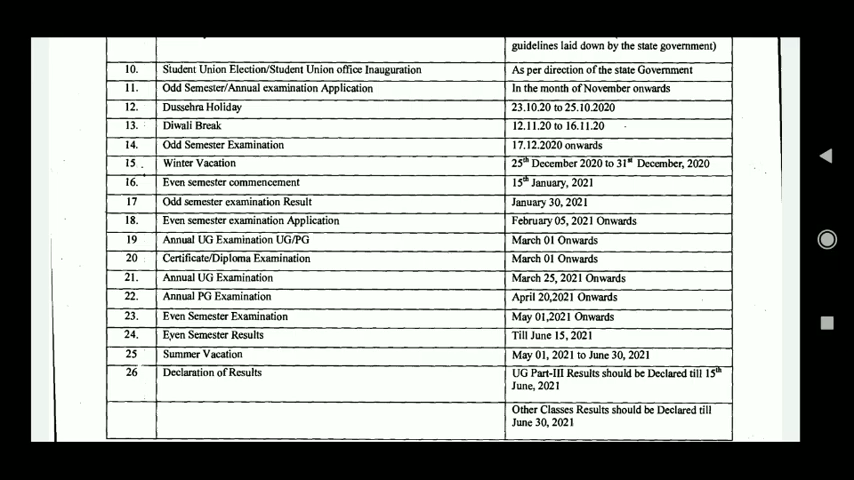 guidelines laid down by the state government)
10. Student Union Election/Student Union office Inauguration As per direction of the state Government
11. Odd Semester/Annual examination Application In the month of November onwards
12. Dussehra Holiday 23.10.20 to 25.10.2020
13. Diwali Break 12.11.20 to 16.11.20
14. Odd Semester Examination 17.12.2020 onwards
15. Winter Vacation 25th December 2020 to 31st December, 2020
16. Even semester commencement 15th January, 2021
17 Odd semester examination Result January 30, 2021
18. Even semester examination Application February 05, 2021 Onwards
19 Annual UG Examination UG/PG March 01 Onwards
20 Certificate/Diploma Examination March 01 Onwards
21. Annual UG Examination March 25, 2021 Onwards
22. Annual PG Examination April 20,2021 Onwards
23. Even Semester Examination May 01,2021 Onwards
24. Even Semester Results Till June 15, 2021
25 Summer Vacation May 01, 2021 to June 30, 2021
26 Declaration of Results UG Part-III Results should be Declared till 15th
June, 2021
Other Classes Results should be Declared till
June 30, 2021